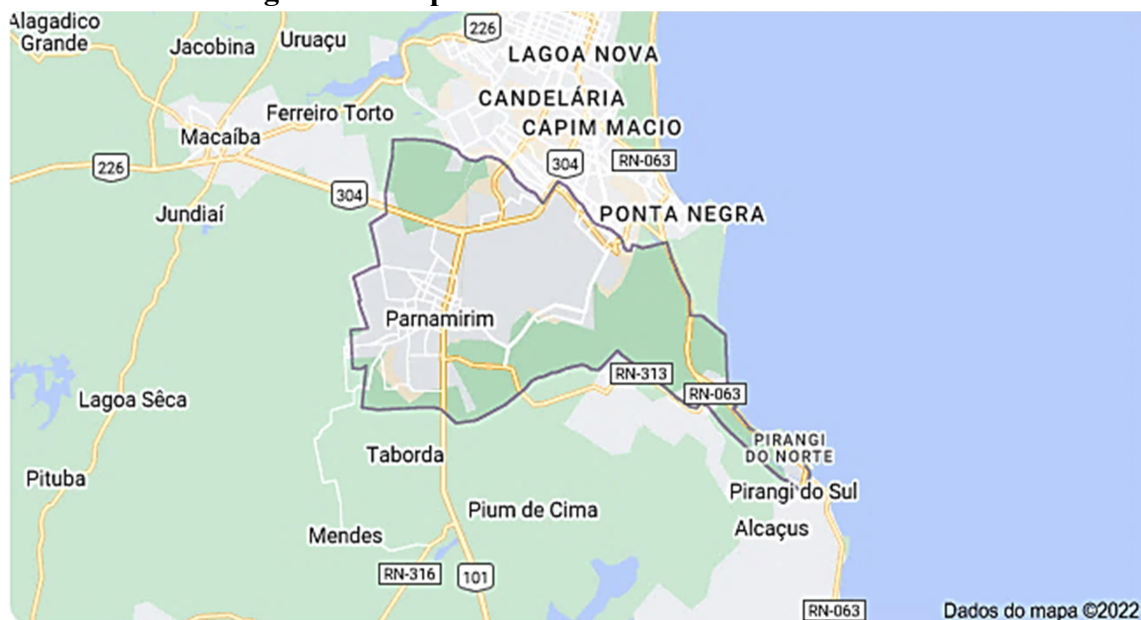 Alagadico
Grande
Jacobina
Uruaçu
226
LAGOA NOVA
CANDELÁRIA
Ferreiro Torto
CAPIM MACIO
Macaíba
226
304
RN-063
304
Jundiaí
PONTA NEGRA
Parnamirim
RN-313
RN-063
Lagoa Sêca
PIRANGI
DO NORTE
Taborda
Pituba
Pirangi do Sul
Pium de Cima
Alcaçus
Mendes
RN-316
101
RN-063
Dados do mapa ©2022